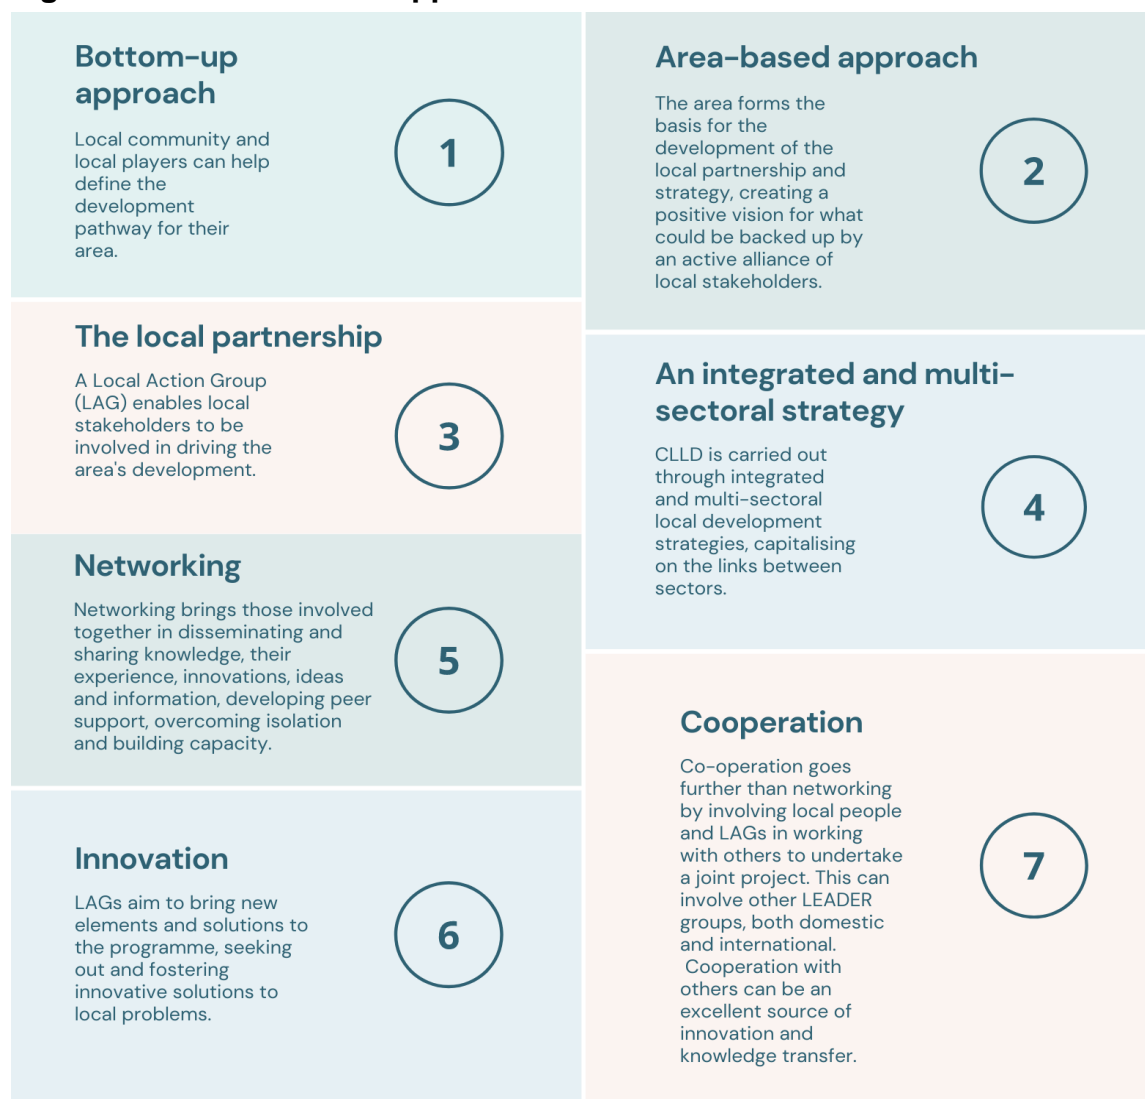 Bottom-up
approach
Local community and
local players can help
define the
development
pathway for their
area.
1
Area-based approach
The area forms the
basis for the
development of the
local partnership and
strategy, creating a
positive vision for what
could be backed up by
an active alliance of
local stakeholders.
2
The local partnership
A Local Action Group
(LAG) enables local
stakeholders to be
involved in driving the
area's development.
3
An integrated and multi-
sectoral strategy
CLLD is carried out
through integrated
and multi-sectoral
local development
strategies, capitalising
on the links between
sectors.
4
Networking
Networking brings those involved
together in disseminating and
sharing knowledge, their
experience, innovations, ideas
and information, developing peer
support, overcoming isolation
and building capacity.
5
Innovation
LAGs aim to bring new
elements and solutions to
the programme, seeking
out and fostering
innovative solutions to
local problems.
6
Cooperation
Co-operation goes
further than networking
by involving local people
and LAGs in working
with others to undertake
a joint project. This can
involve other LEADER
groups, both domestic
and international.
Cooperation with
others can be an
excellent source of
innovation and
knowledge transfer.
7